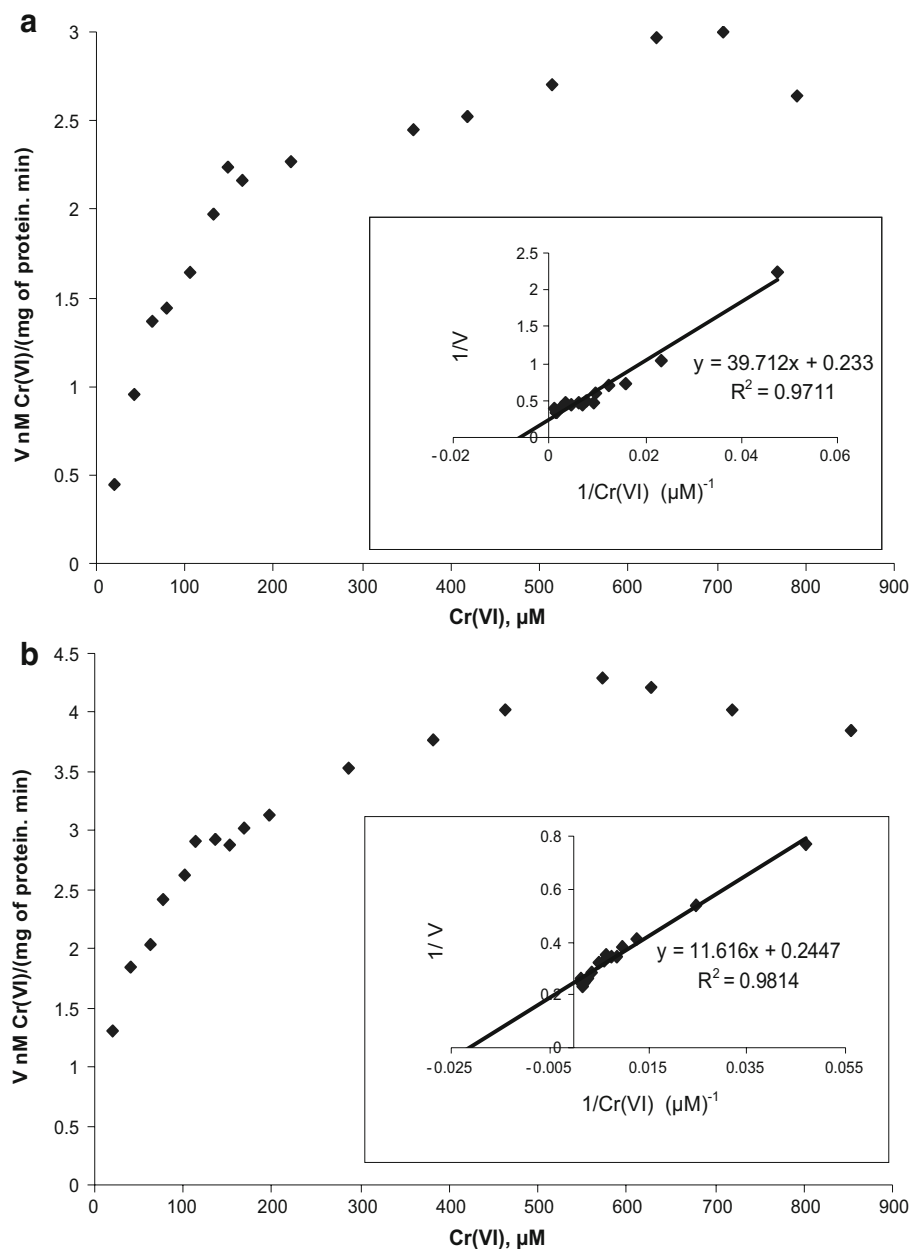 a
3
2.5
2
1.5
1
0.5
0
V nM Cr(VI)/(mg of protein. min)
0 100 200 300 400 500 600 700 800 900
Cr(VI), µM
2.5
2
1.5
1
0.5
0
1/V
y = 39.712x + 0.233
R² = 0.9711
-0.02 0 0.02 0.04 0.06
1/Cr(VI) (µM)⁻¹
b
4.5
4
3.5
3
2.5
2
1.5
1
0.5
0
V nM Cr(VI)/(mg of protein. min)
0 100 200 300 400 500 600 700 800 900
Cr(VI), µM
0.8
0.6
0.4
0.2
0
1/ V
y = 11.616x + 0.2447
R² = 0.9814
-0.025 -0.005 0.015 0.035 0.055
1/Cr(VI) (µM)⁻¹